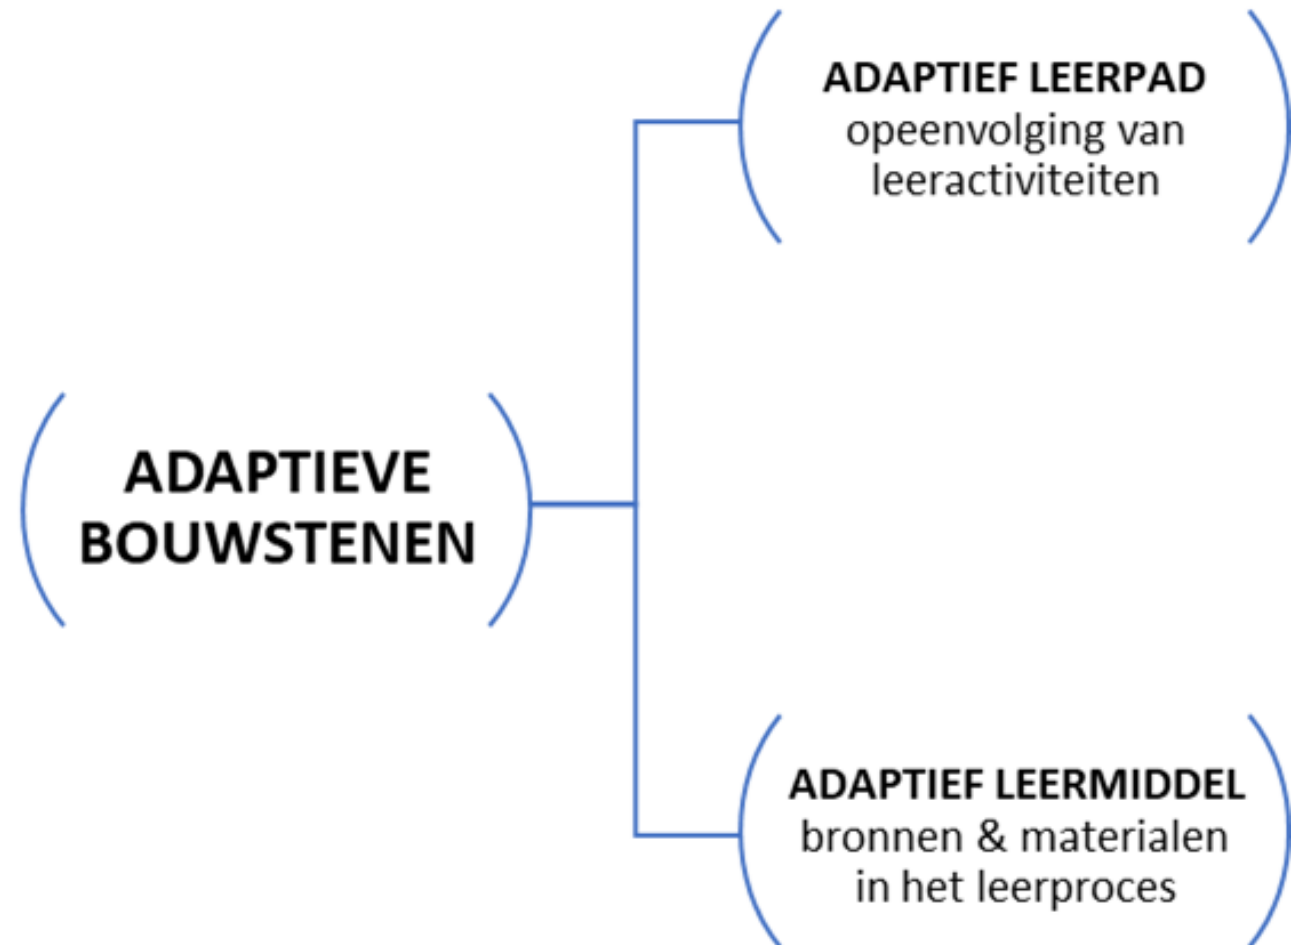 ADAPTIEF LEERPAD
opeenvolging van
leeractiviteiten
ADAPTIEVE
BOUWSTENEN
ADAPTIEF LEERMIDDEL
bronnen & materialen
in het leerproces